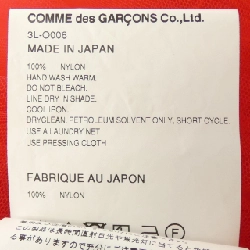 COMME des GARÇONS Co.,Ltd.
3L-O006
MADE IN JAPAN
100% NYLON
HAND WASH WARM,
DO NOT BLEACH.
LINE DRY IN SHADE.
COOL IRON.
DRYCLEAN, PETROLEUM SOLVENT ONLY, SHORT CYCLE.
USE A LAUNDRY NET
USE PRESSING CLOTH
FABRIQUE AU JAPON
100% NYLON